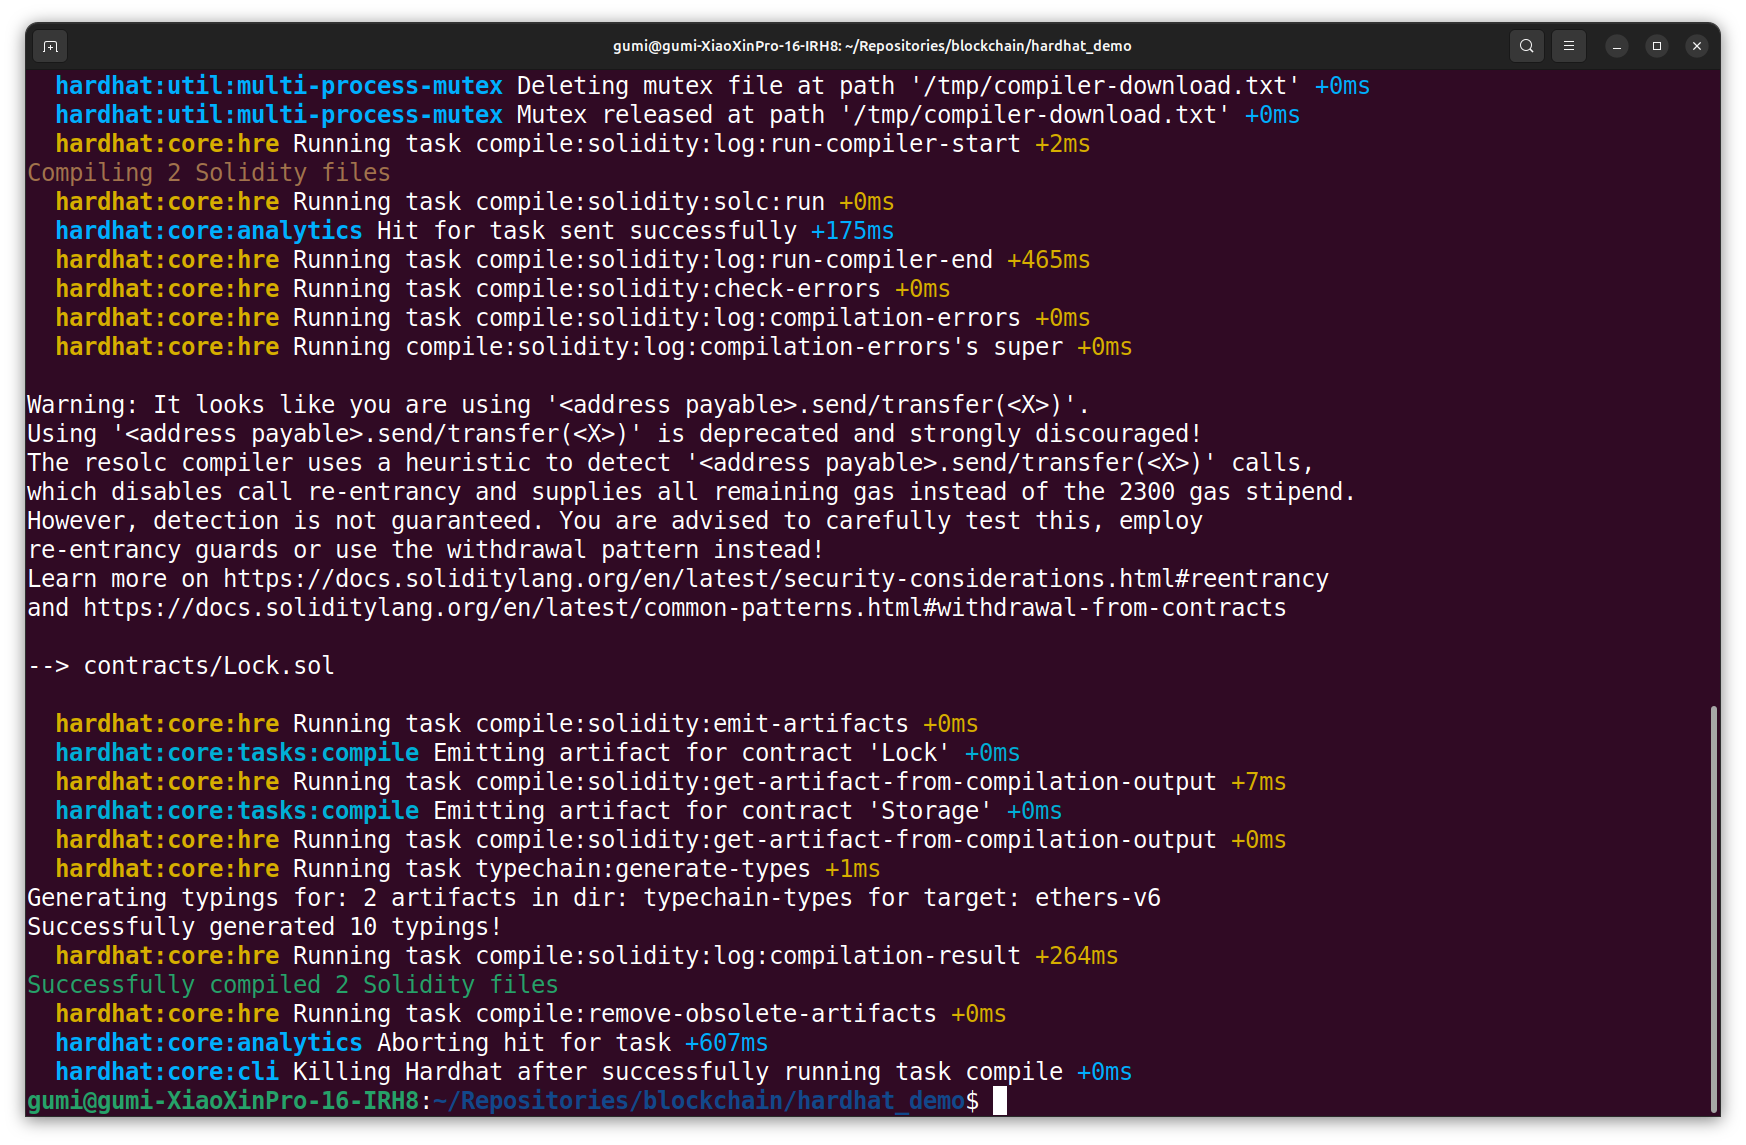 gumi@gumi-XiaoXinPro-16-IRH8: ~/Repositories/blockchain/hardhat_demo
hardhat:util:multi-process-mutex Deleting mutex file at path '/tmp/compiler-download.txt' +0ms
hardhat:util:multi-process-mutex Mutex released at path '/tmp/compiler-download.txt' +0ms
hardhat:core:hre Running task compile:solidity:log:run-compiler-start +2ms
Compiling 2 Solidity files
hardhat:core:hre Running task compile:solidity:solc:run +0ms
hardhat:core:analytics Hit for task sent successfully +175ms
hardhat:core:hre Running task compile:solidity:log:run-compiler-end +465ms
hardhat:core:hre Running task compile:solidity:check-errors +0ms
hardhat:core:hre Running task compile:solidity:log:compilation-errors +0ms
hardhat:core:hre Running compile:solidity:log:compilation-errors's super +0ms
Warning: It looks like you are using '<address payable>.send/transfer(<X>)'.
Using '<address payable>.send/transfer(<X>)' is deprecated and strongly discouraged!
The resolc compiler uses a heuristic to detect '<address payable>.send/transfer(<X>)' calls,
which disables call re-entrancy and supplies all remaining gas instead of the 2300 gas stipend.
However, detection is not guaranteed. You are advised to carefully test this, employ
re-entrancy guards or use the withdrawal pattern instead!
Learn more on https://docs.soliditylang.org/en/latest/security-considerations.html#reentrancy
and https://docs.soliditylang.org/en/latest/common-patterns.html#withdrawal-from-contracts
--> contracts/Lock.sol
hardhat:core:hre Running task compile:solidity:emit-artifacts +0ms
hardhat:core:tasks:compile Emitting artifact for contract 'Lock' +0ms
hardhat:core:hre Running task compile:solidity:get-artifact-from-compilation-output +7ms
hardhat:core:tasks:compile Emitting artifact for contract 'Storage' +0ms
hardhat:core:hre Running task compile:solidity:get-artifact-from-compilation-output +0ms
hardhat:core:hre Running task typechain:generate-types +1ms
Generating typings for: 2 artifacts in dir: typechain-types for target: ethers-v6
Successfully generated 10 typings!
hardhat:core:hre Running task compile:solidity:log:compilation-result +264ms
Successfully compiled 2 Solidity files
hardhat:core:hre Running task compile:remove-obsolete-artifacts +0ms
hardhat:core:analytics Aborting hit for task +607ms
hardhat:core:cli Killing Hardhat after successfully running task compile +0ms
gumi@gumi-XiaoXinPro-16-IRH8:~/Repositories/blockchain/hardhat_demo$